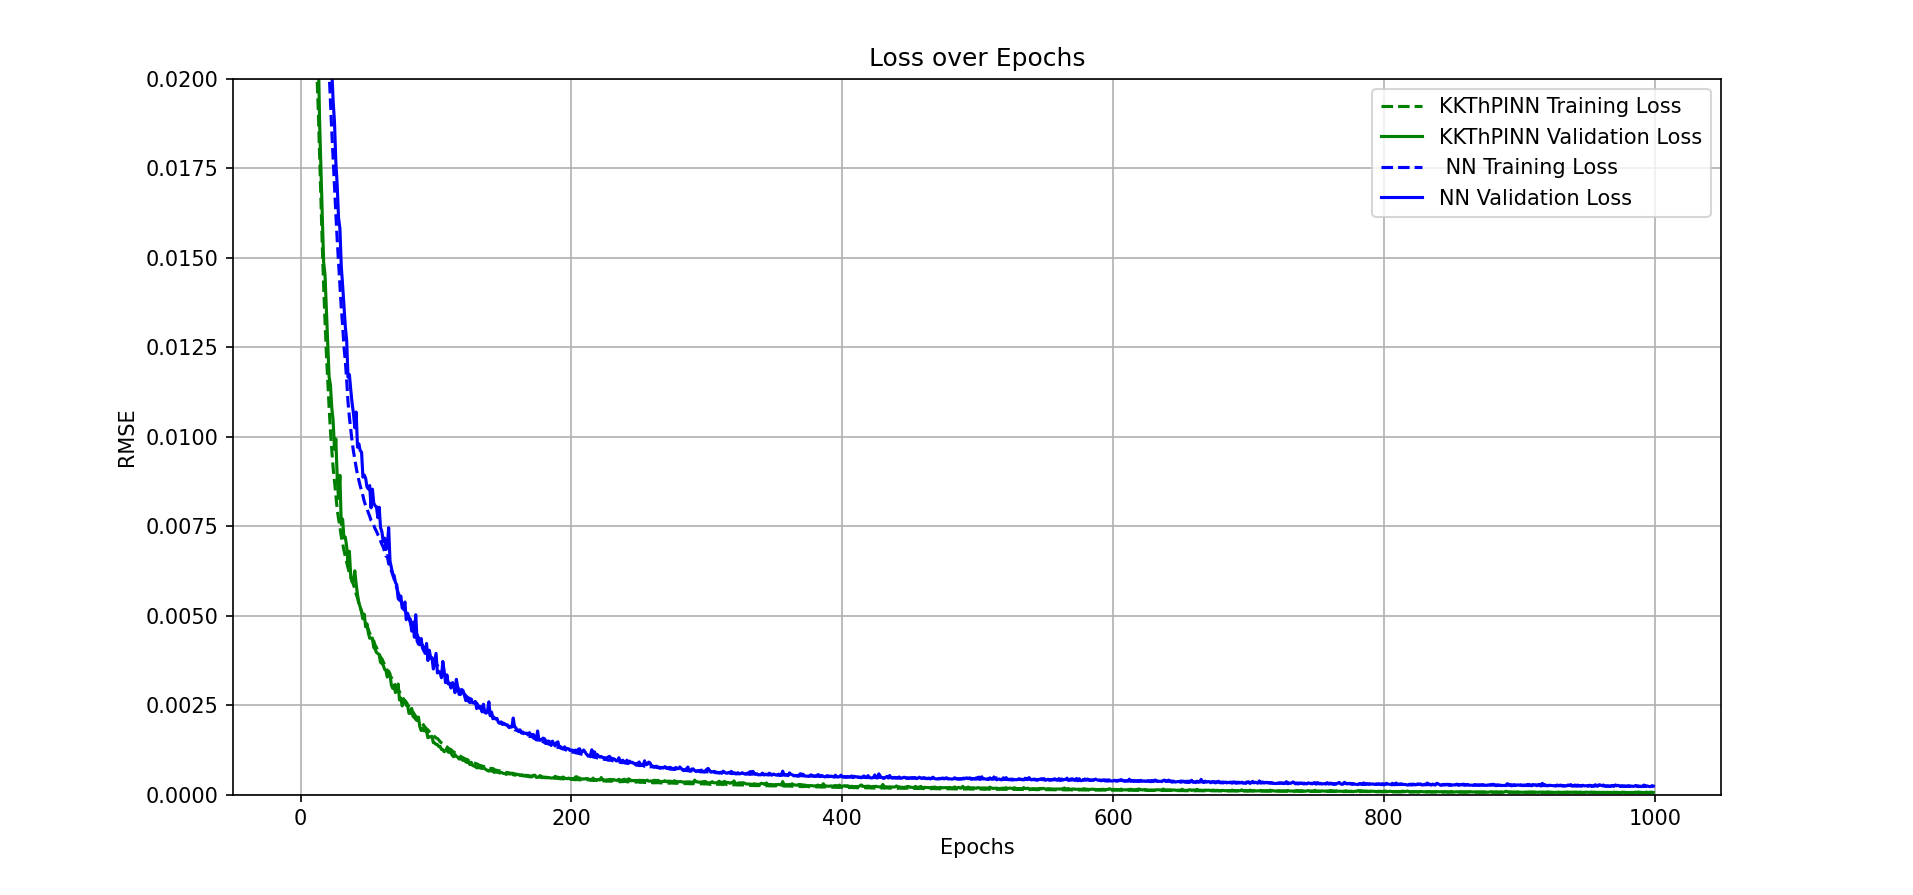 Loss over Epochs
KKThPINN Training Loss
KKThPINN Validation Loss
NN Training Loss
NN Validation Loss
RMSE
0.0200
0.0175
0.0150
0.0125
0.0100
0.0075
0.0050
0.0025
0.0000
0 200 400 600 800 1000
Epochs